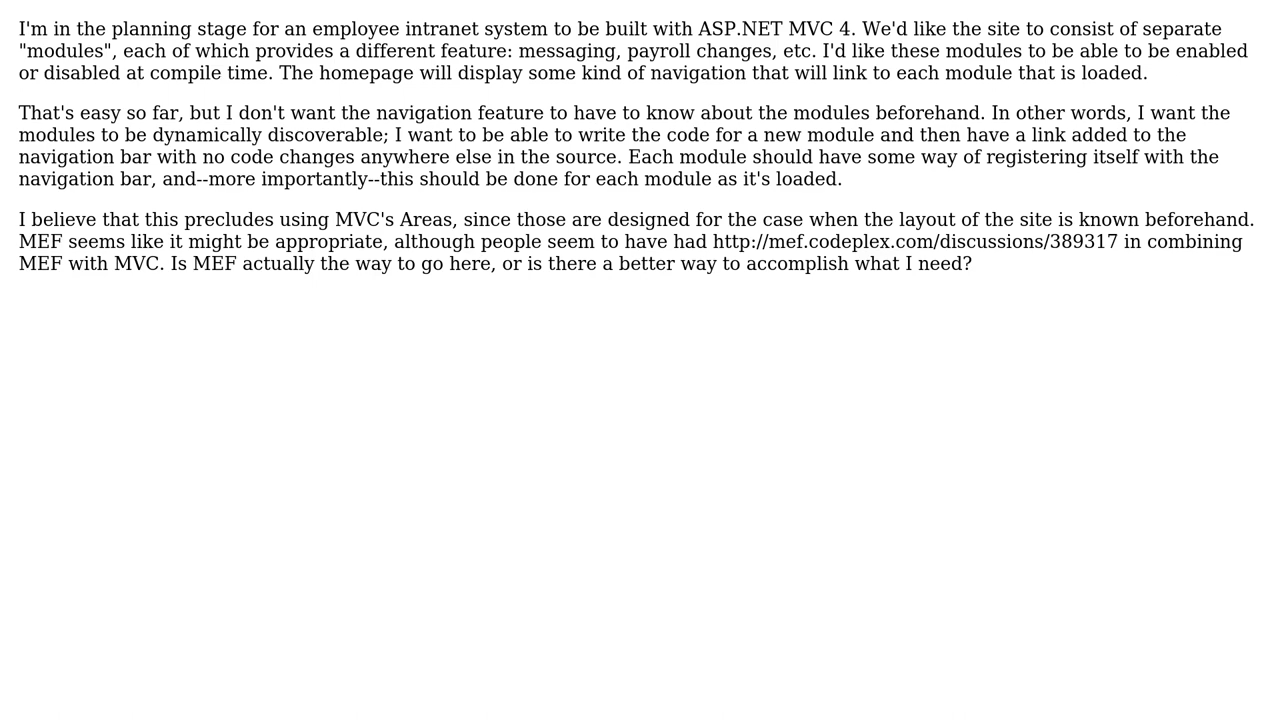 I'm in the planning stage for an employee intranet system to be built with ASP.NET MVC 4. We'd like the site to consist of separate
"modules", each of which provides a different feature: messaging, payroll changes, etc. I'd like these modules to be able to be enabled
or disabled at compile time. The homepage will display some kind of navigation that will link to each module that is loaded.
That's easy so far, but I don't want the navigation feature to have to know about the modules beforehand. In other words, I want the
modules to be dynamically discoverable; I want to be able to write the code for a new module and then have a link added to the
navigation bar with no code changes anywhere else in the source. Each module should have some way of registering itself with the
navigation bar, and--more importantly--this should be done for each module as it's loaded.
I believe that this precludes using MVC's Areas, since those are designed for the case when the layout of the site is known beforehand.
MEF seems like it might be appropriate, although people seem to have had http://mef.codeplex.com/discussions/389317 in combining
MEF with MVC. Is MEF actually the way to go here, or is there a better way to accomplish what I need?